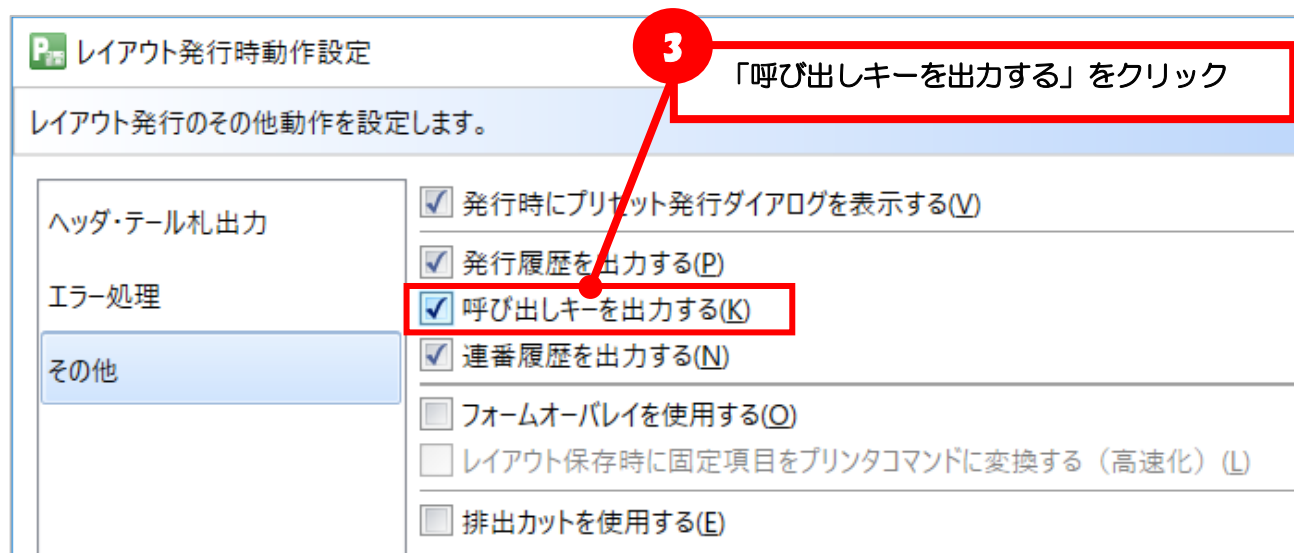 レイアウト発行時動作設定
3
「呼び出しキーを出力する」をクリック
レイアウト発行のその他動作を設定します。
ヘッダ・テール札出力
エラー処理
その他
発行時にプリセット発行ダイアログを表示する(V)
発行履歴を出力する(P)
呼び出しキーを出力する(K)
連番履歴を出力する(N)
フォームオーバレイを使用する(O)
レイアウト保存時に固定項目をプリンタコマンドに変換する（高速化）(L)
排出カットを使用する(E)